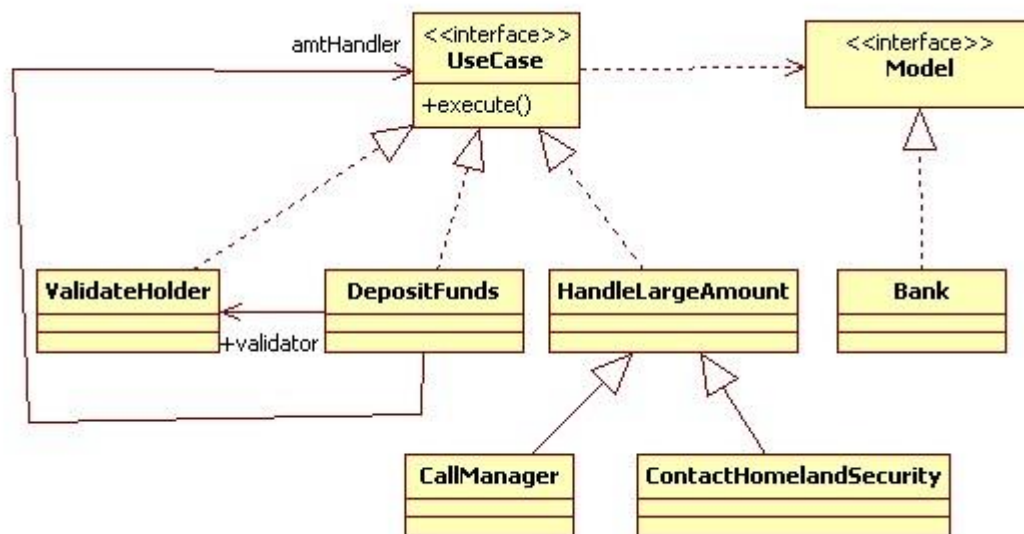 amtHandler
<<interface>>
UseCase
+execute()
<<interface>>
Model
ValidateHolder
+validator
DepositFunds
HandleLargeAmount
Bank
CallManager
ContactHomelandSecurity